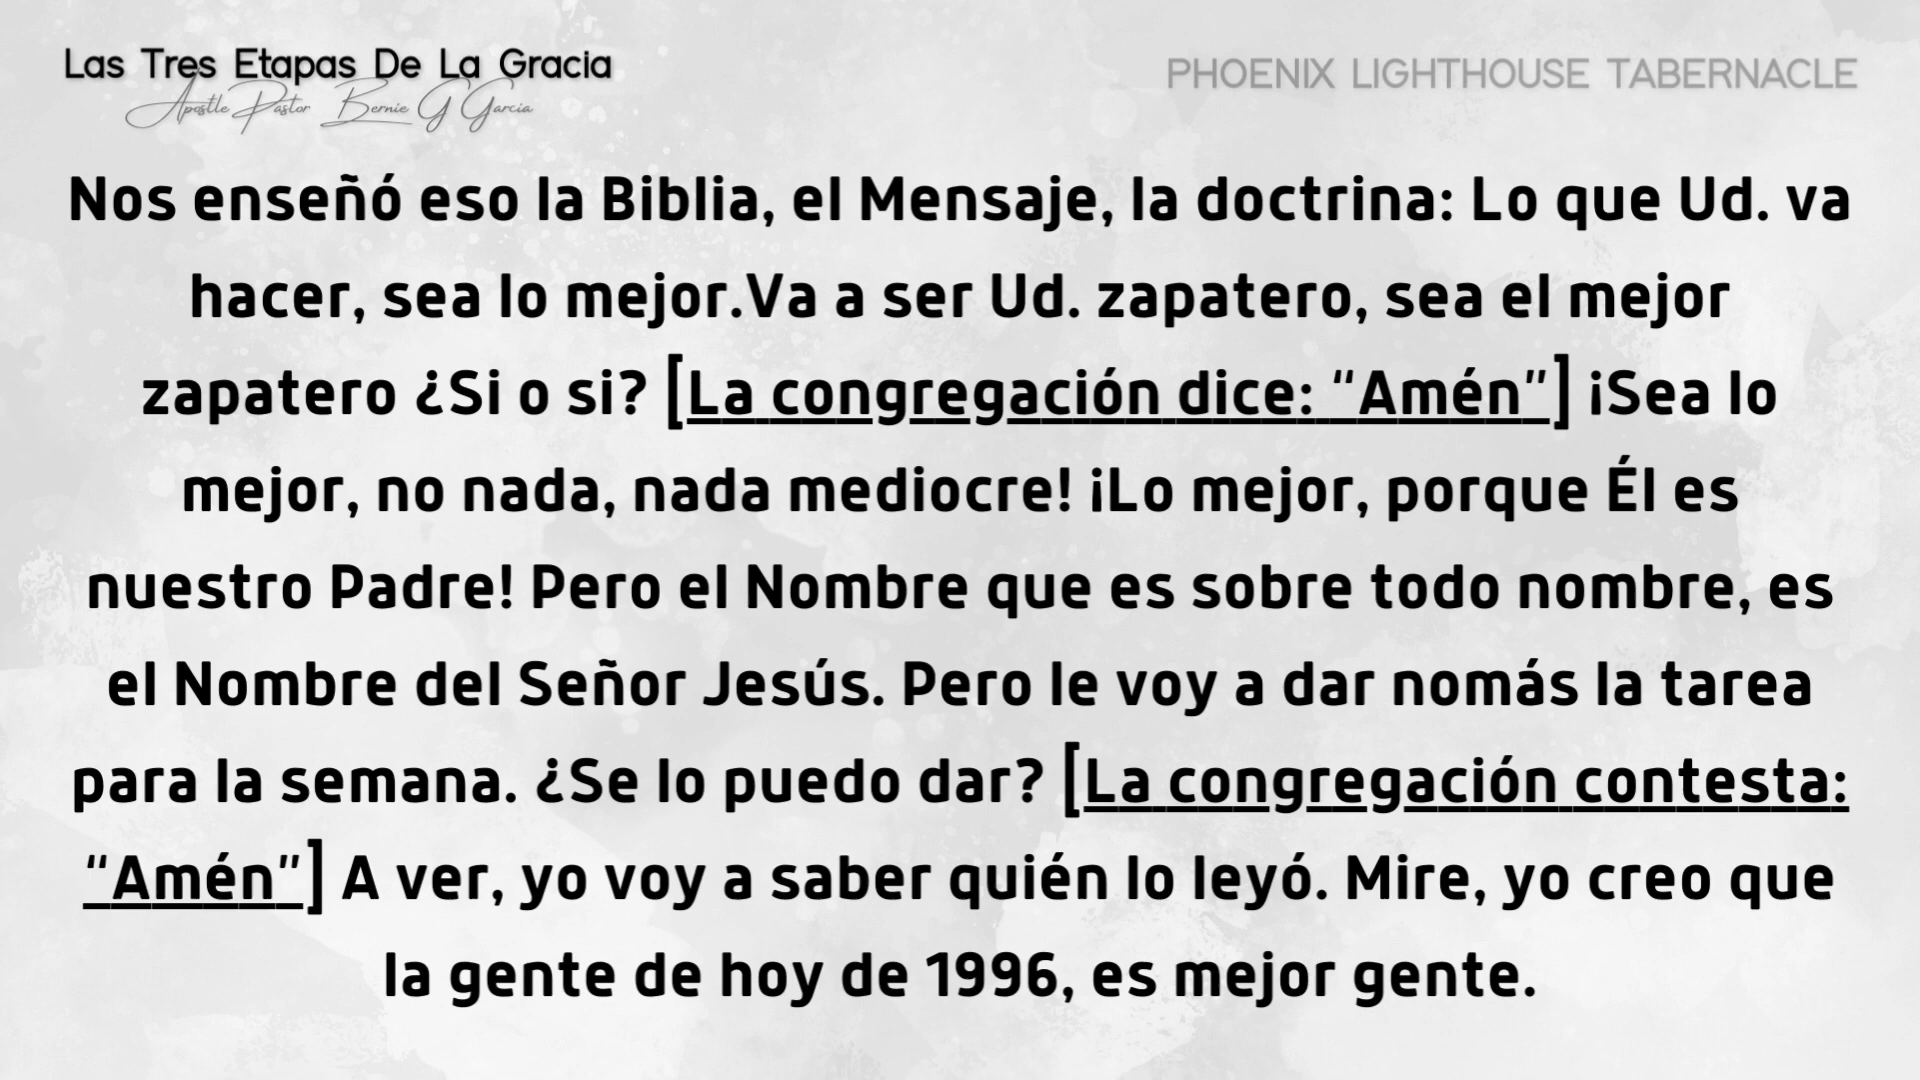 Las Tres Etapas De La Gracia
Apostle Pastor Bernie G Garcia
PHOENIX LIGHTHOUSE TABERNACLE
Nos enseñó eso la Biblia, el Mensaje, la doctrina: Lo que Ud. va
hacer, sea lo mejor.Va a ser Ud. zapatero, sea el mejor
zapatero ¿Si o si? [La congregación dice: “Amén”] ¡Sea lo
mejor, no nada, nada mediocre! ¡Lo mejor, porque Él es
nuestro Padre! Pero el Nombre que es sobre todo nombre, es
el Nombre del Señor Jesús. Pero le voy a dar nomás la tarea
para la semana. ¿Se lo puedo dar? [La congregación contesta:
“Amén”] A ver, yo voy a saber quién lo leyó. Mire, yo creo que
la gente de hoy de 1996, es mejor gente.